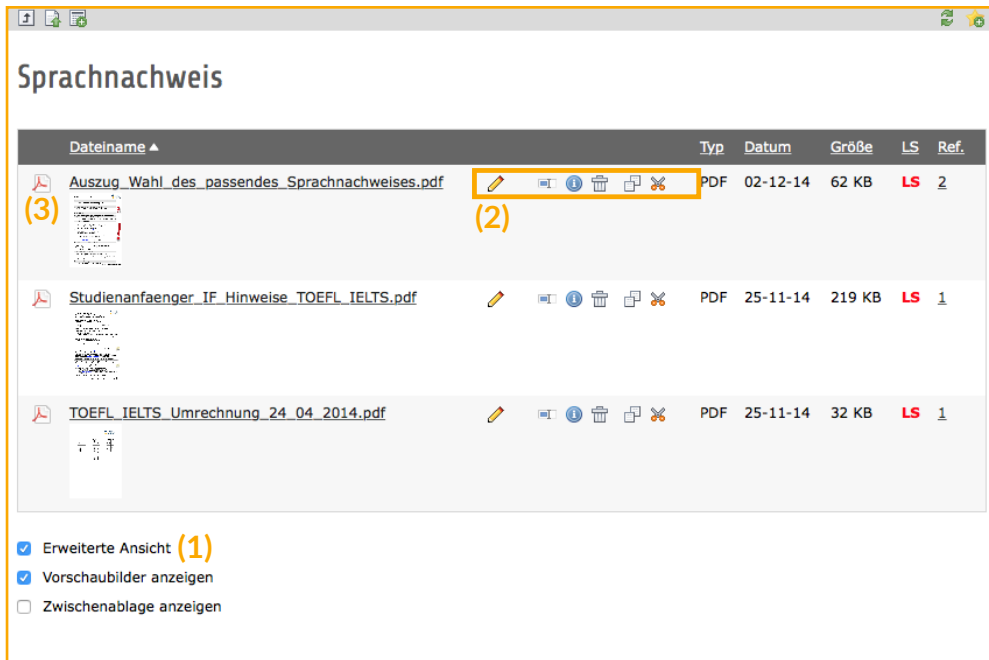 Sprachnachweis
Dateiname Typ Datum Größe LS Ref.
Auszug_Wahl_des_passendes_Sprachnachweises.pdf PDF 02-12-14 62 KB LS 2
(3) (2)
Studienanfaenger_IF_Hinweise_TOEFL_IELTS.pdf PDF 25-11-14 219 KB LS 1
TOEFL_IELTS_Umrechnung_24_04_2014.pdf PDF 25-11-14 32 KB LS 1
Erweiterte Ansicht (1)
Vorschaubilder anzeigen
Zwischenablage anzeigen